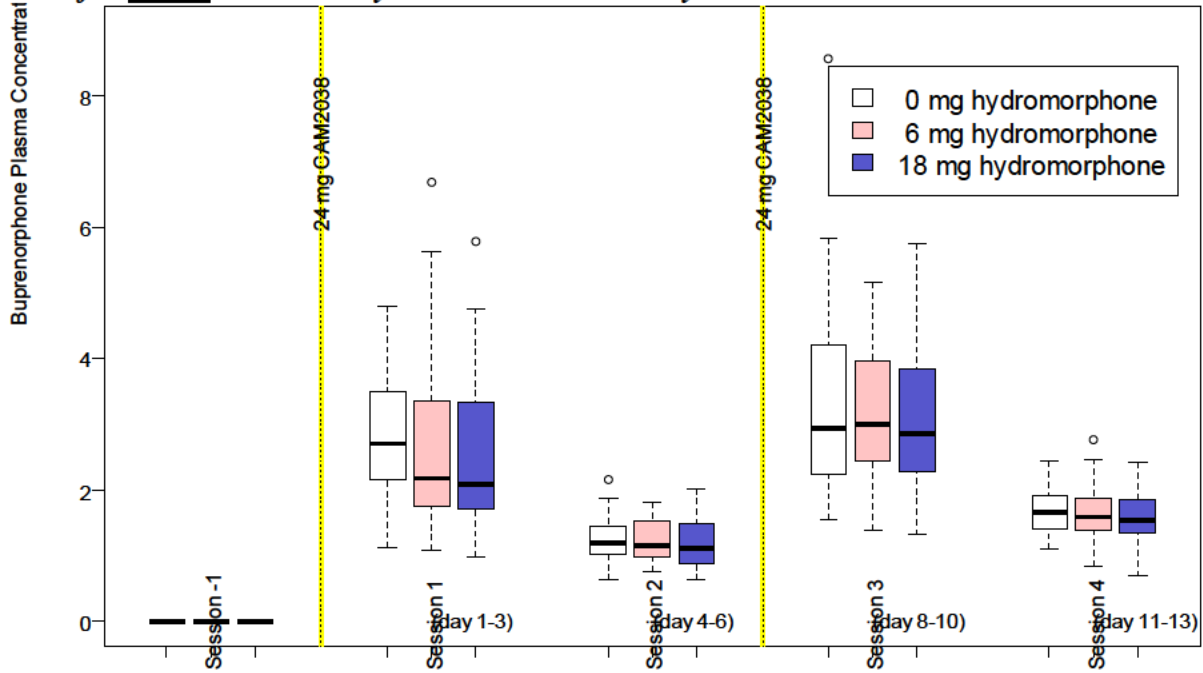 Buprenorphone Plasma Concentrat
8
6
4
2
0
24 mg CAM2038
24 mg CAM2038
0 mg hydromorphone
6 mg hydromorphone
18 mg hydromorphone
Session -1
Session 1
(day 1-3)
Session 2
(day 4-6)
Session 3
(day 8-10)
Session 4
(day 11-13)